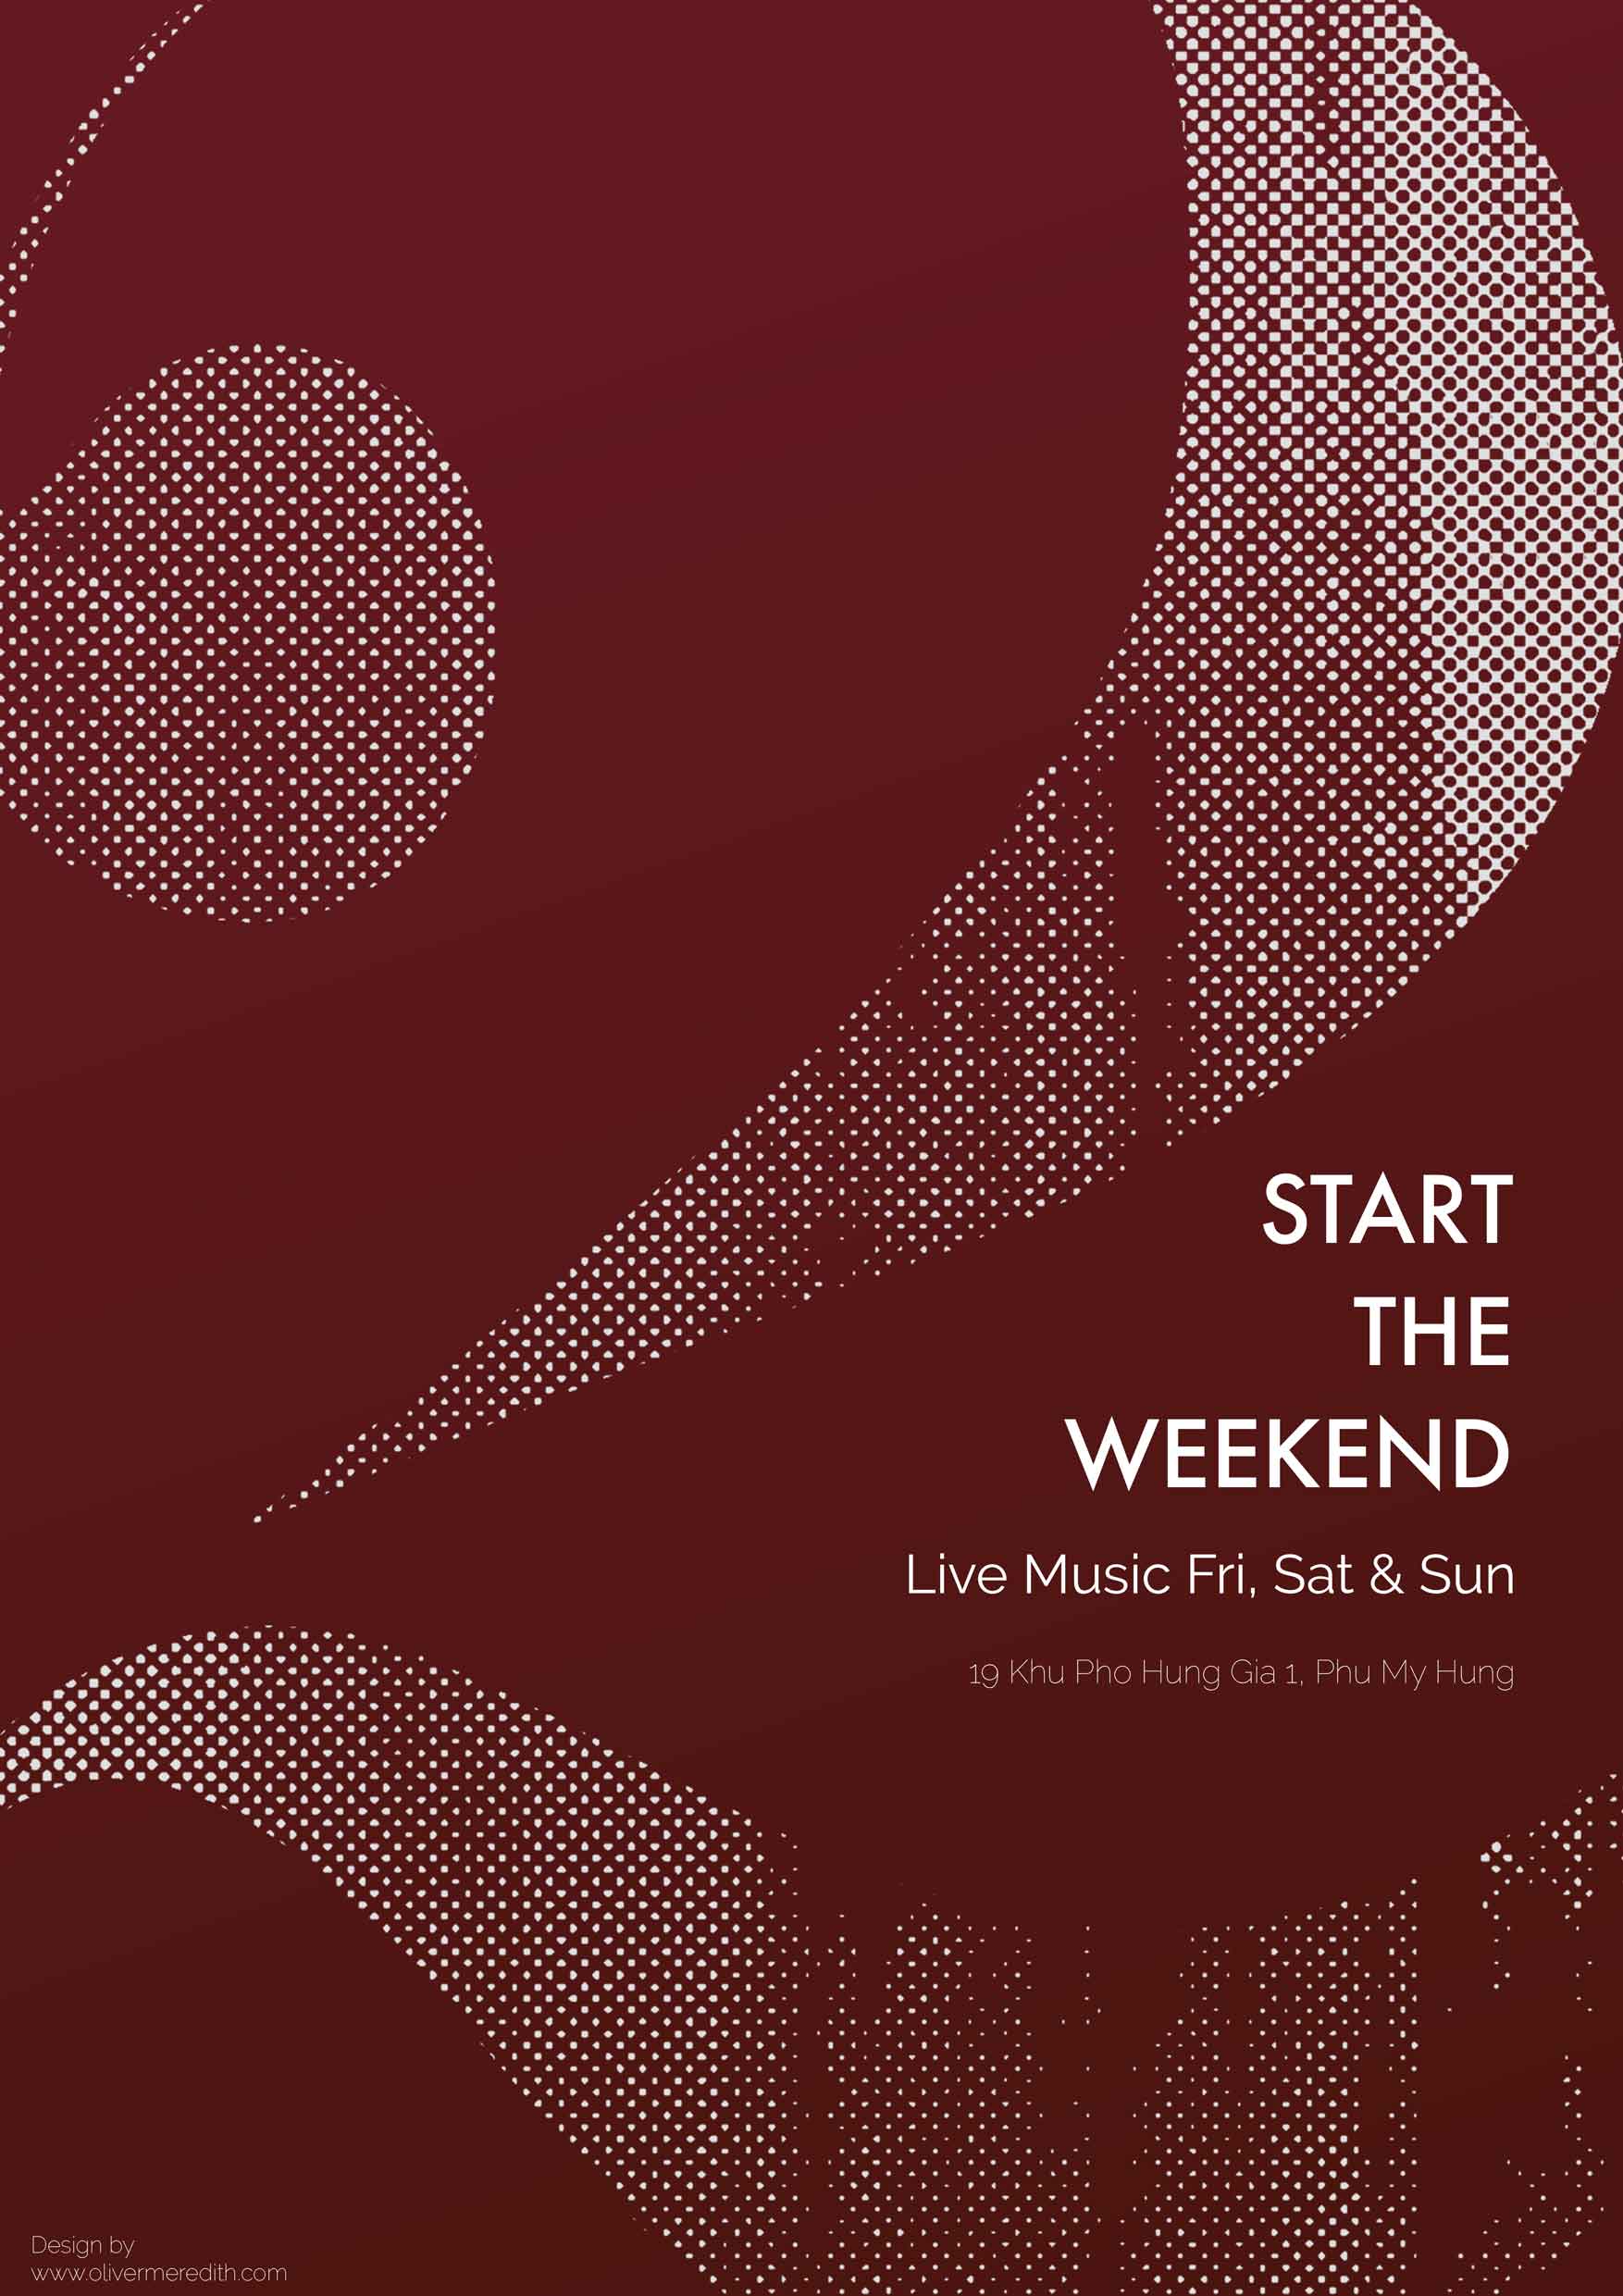 START
THE
WEEKEND
Live Music Fri, Sat & Sun
19 Khu Pho Hung Gia 1, Phu My Hung
Design by
www.olivermeredith.com